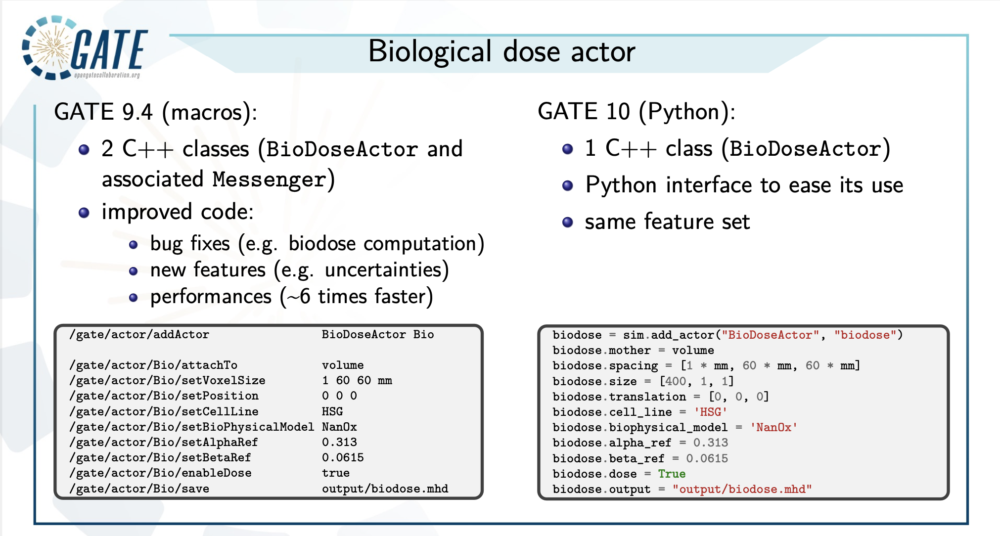 GATE
opengatecollaboration.org
Biological dose actor
GATE 9.4 (macros):
2 C++ classes (BioDoseActor and
associated Messenger)
improved code:
bug fixes (e.g. biodose computation)
new features (e.g. uncertainties)
performances (~6 times faster)
/gate/actor/addActor BioDoseActor Bio
/gate/actor/Bio/attachTo volume
/gate/actor/Bio/setVoxelSize 1 60 60 mm
/gate/actor/Bio/setPosition 0 0 0
/gate/actor/Bio/setCellLine HSG
/gate/actor/Bio/setBioPhysicalModel NanOx
/gate/actor/Bio/setAlphaRef 0.313
/gate/actor/Bio/setBetaRef 0.0615
/gate/actor/Bio/enableDose true
/gate/actor/Bio/save output/biodose.mhd
GATE 10 (Python):
1 C++ class (BioDoseActor)
Python interface to ease its use
same feature set
biodose = sim.add_actor("BioDoseActor", "biodose")
biodose.mother = volume
biodose.spacing = [1 * mm, 60 * mm, 60 * mm]
biodose.size = [400, 1, 1]
biodose.translation = [0, 0, 0]
biodose.cell_line = 'HSG'
biodose.biophysical_model = 'NanOx'
biodose.alpha_ref = 0.313
biodose.beta_ref = 0.0615
biodose.dose = True
biodose.output = "output/biodose.mhd"